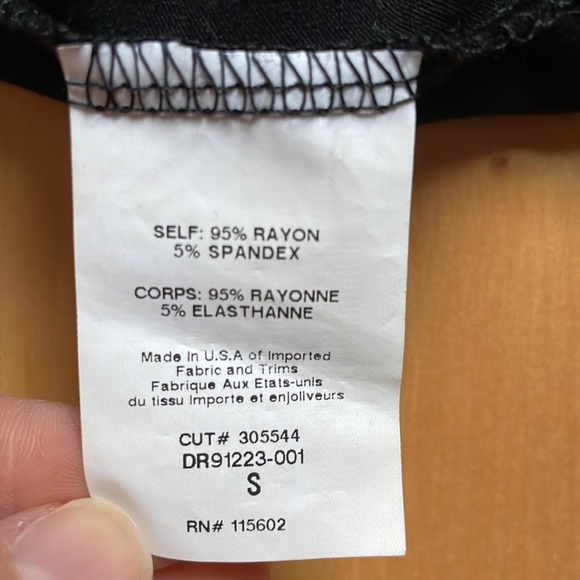 SELF: 95% RAYON
5% SPANDEX
CORPS: 95% RAYONNE
5% ELASTHANNE
Made In U.S.A of Imported
Fabric and Trims
Fabrique Aux Etats-unis
du tissu Importe et enjoliveurs
CUT# 305544
DR91223-001
S
RN# 115602